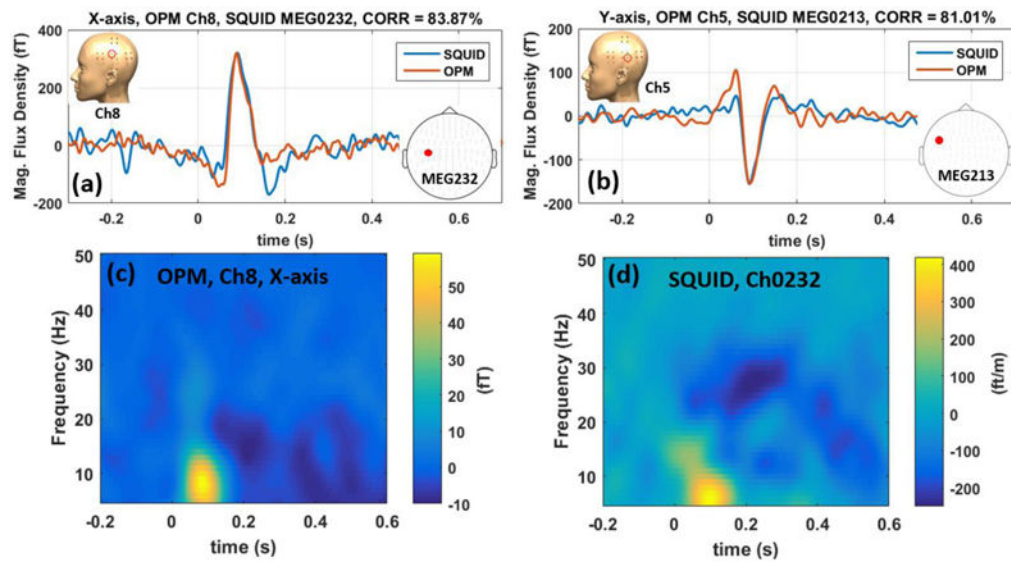 X-axis, OPM Ch8, SQUID MEG0232, CORR = 83.87%
Mag. Flux Density (fT)
400
200
0
-200
Ch8
SQUID
OPM
MEG232
(a)
0 0.2 0.4 0.6
time (s)
Y-axis, OPM Ch5, SQUID MEG0213, CORR = 81.01%
Mag. Flux Density (fT)
200
100
0
-100
-200
Ch5
SQUID
OPM
MEG213
(b)
-0.2 0 0.2 0.4 0.6
time (s)
(c) OPM, Ch8, X-axis
Frequency (Hz)
50
40
30
20
10
-0.2 0 0.2 0.4 0.6
time (s)
50
40
30
20
10
0
-10
(fT)
(d) SQUID, Ch0232
Frequency (Hz)
50
40
30
20
10
-0.2 0 0.2 0.4 0.6
time (s)
400
300
200
100
0
-100
-200
(ft/m)